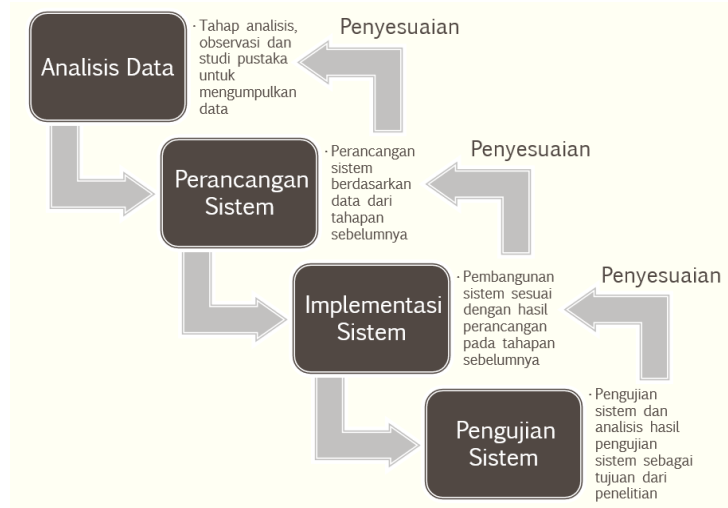 Analisis Data
· Tahap analisis,
observasi dan
studi pustaka
untuk
mengumpulkan
data
Penyesuaian
Perancangan
Sistem
· Perancangan
sistem
berdasarkan
data dari
tahapan
sebelumnya
Penyesuaian
Implementasi
Sistem
· Pembangunan
sistem sesuai
dengan hasil
perancangan
pada tahapan
sebelumnya
Penyesuaian
Pengujian
Sistem
· Pengujian
sistem dan
analisis hasil
pengujian
sistem sebagai
tujuan dari
penelitian